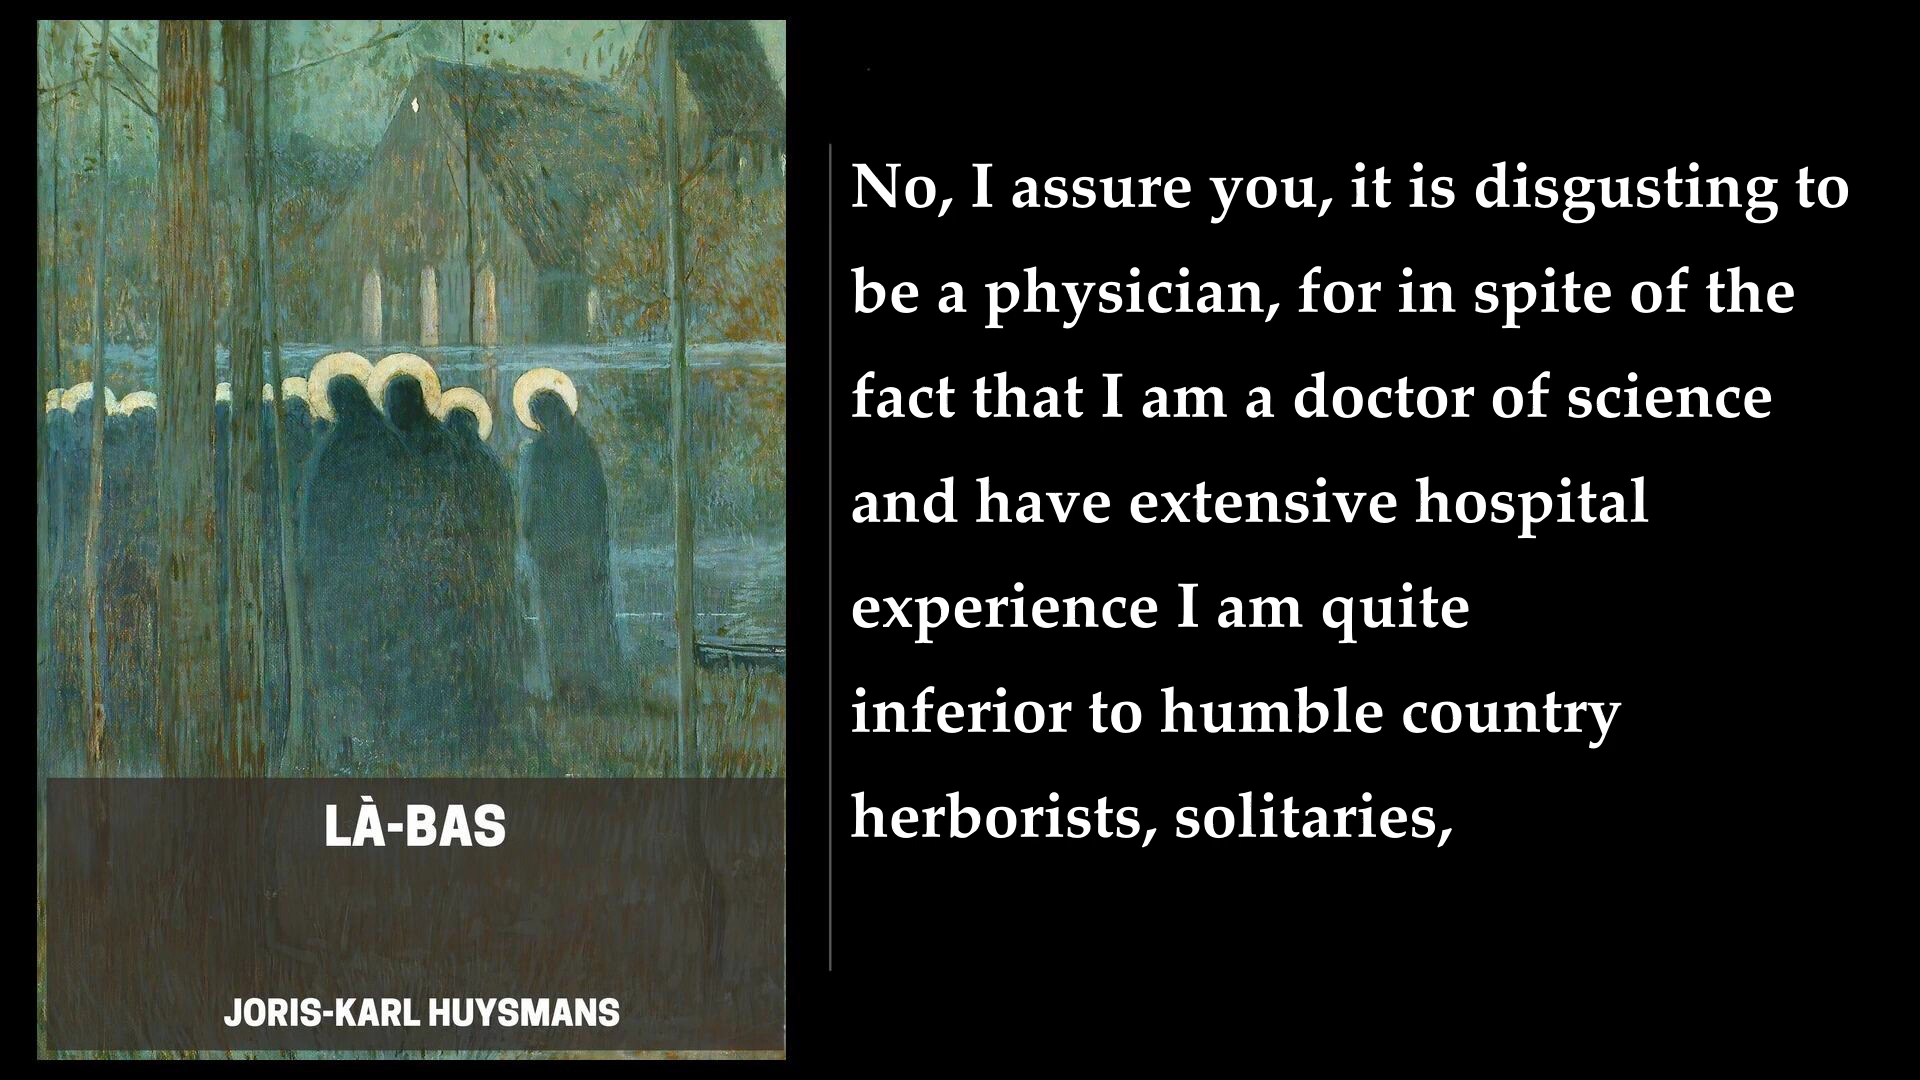 LÀ-BAS
JORIS-KARL HUYSMANS
No, I assure you, it is disgusting to
be a physician, for in spite of the
fact that I am a doctor of science
and have extensive hospital
experience I am quite
inferior to humble country
herborists, solitaries,